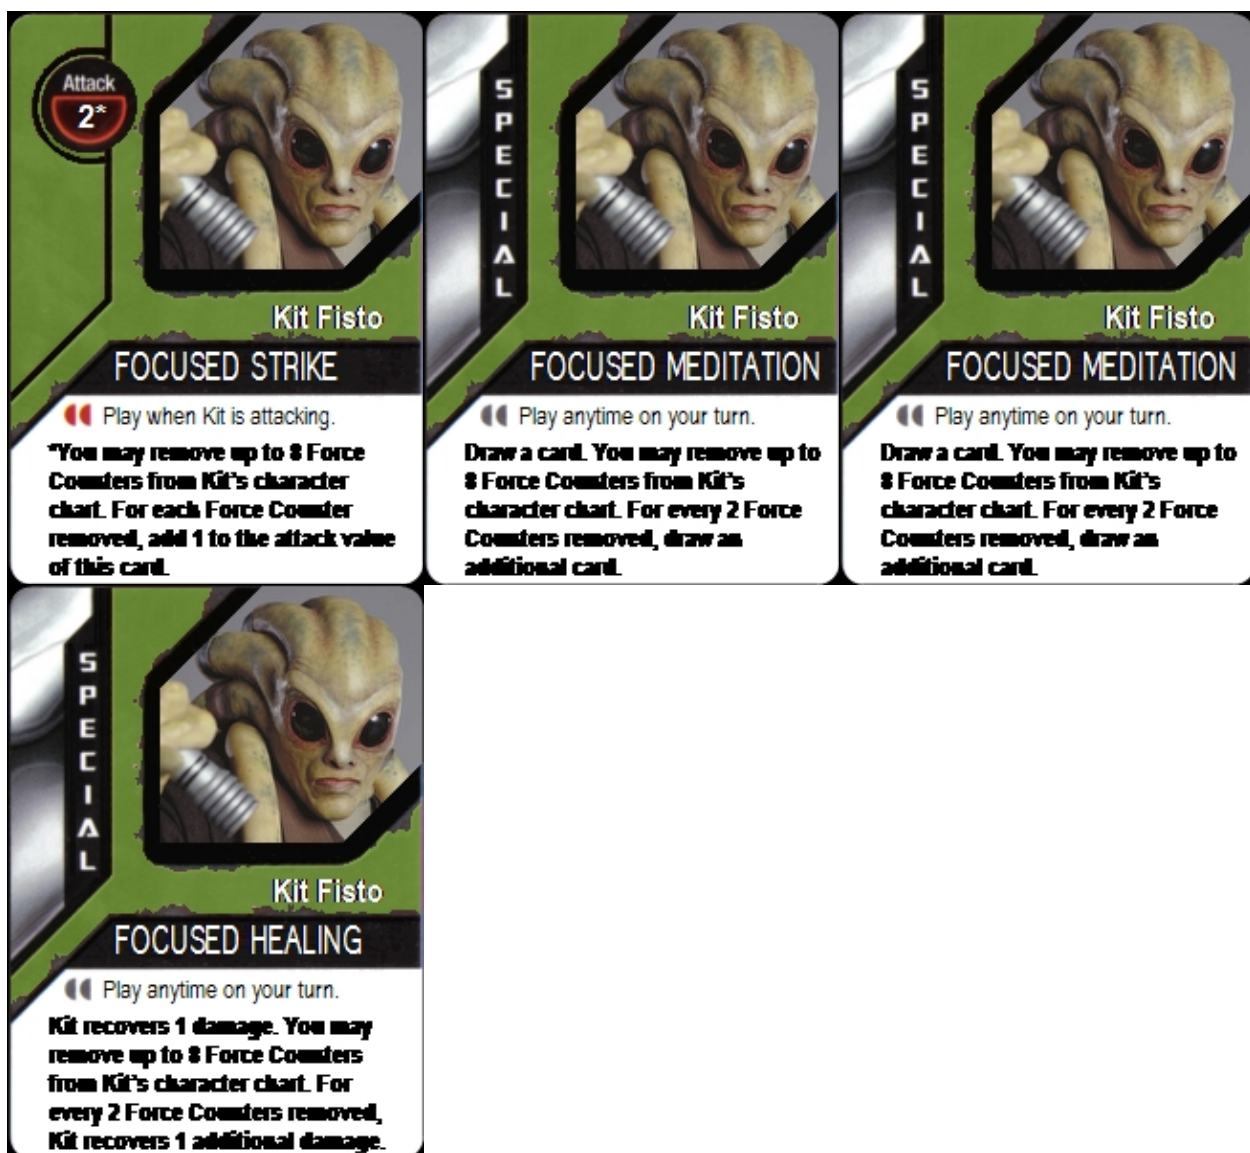 Attack
2*
Kit Fisto
FOCUSED STRIKE
Play when Kit is attacking.
*You may remove up to 8 Force
Counters from Kit's character
chart. For each Force Counter
removed, add 1 to the attack value
of this card.
SPECIAL
Kit Fisto
FOCUSED MEDITATION
Play anytime on your turn.
Draw a card. You may remove up to
8 Force Counters from Kit's
character chart. For every 2 Force
Counters removed, draw an
additional card.
SPECIAL
Kit Fisto
FOCUSED MEDITATION
Play anytime on your turn.
Draw a card. You may remove up to
8 Force Counters from Kit's
character chart. For every 2 Force
Counters removed, draw an
additional card.
SPECIAL
Kit Fisto
FOCUSED HEALING
Play anytime on your turn.
Kit recovers 1 damage. You may
remove up to 8 Force Counters
from Kit's character chart. For
every 2 Force Counters removed,
Kit recovers 1 additional damage.